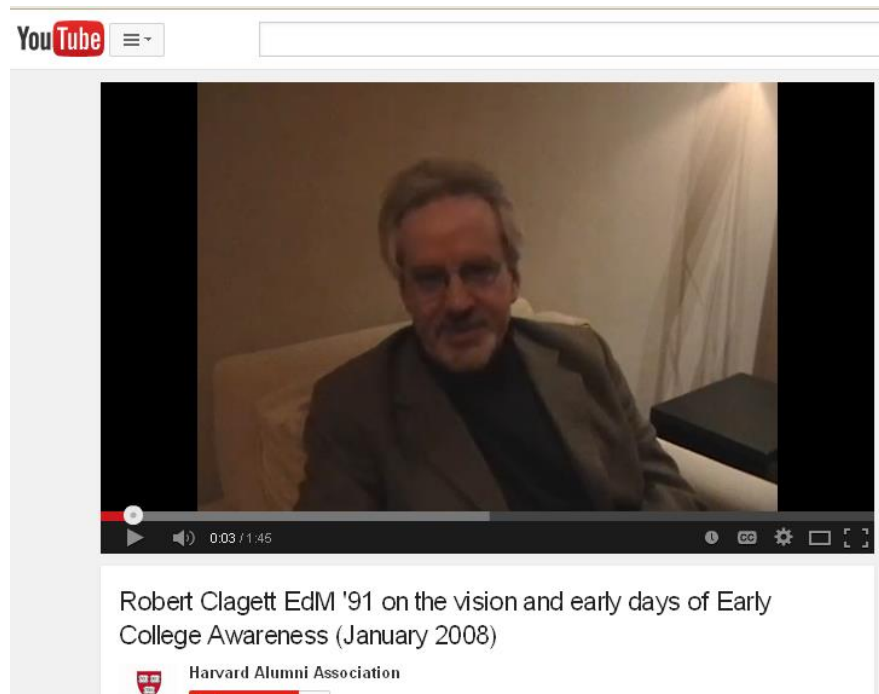 YouTube
0:03 / 1:45
CC
Robert Clagett EdM '91 on the vision and early days of Early
College Awareness (January 2008)
Harvard Alumni Association